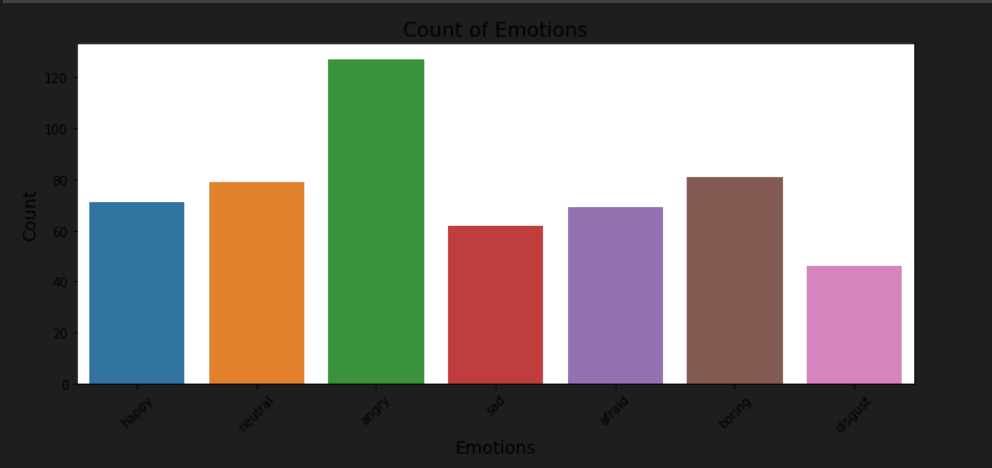 Count of Emotions
Count
120
100
80
60
40
20
0
happy neutral angry sad afraid boring disgust
Emotions